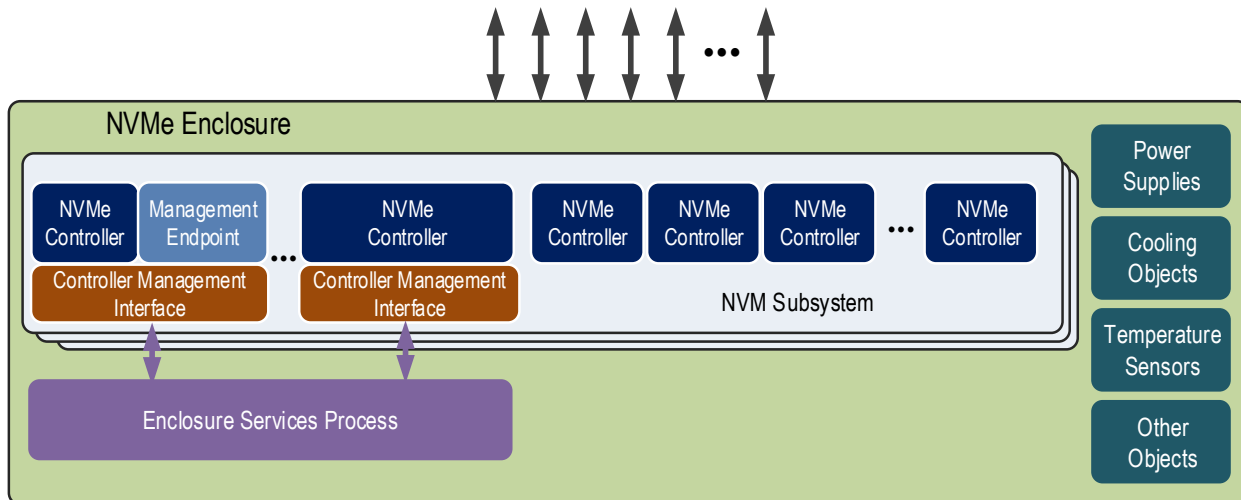 ...
NVMe Enclosure
NVMe
Controller
Management
Endpoint
...
NVMe
Controller
NVMe
Controller
NVMe
Controller
NVMe
Controller
...
NVMe
Controller
Controller Management
Interface
Controller Management
Interface
NVM Subsystem
Enclosure Services Process
Power
Supplies
Cooling
Objects
Temperature
Sensors
Other
Objects